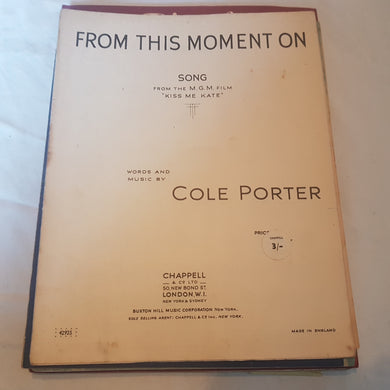 FROM THIS MOMENT ON
SONG
FROM THE M.G.M. FILM
"KISS ME KATE"
WORDS AND
MUSIC BY
COLE PORTER
CHAPPELL
3/-
CHAPPELL
& CO LTD
50, NEW BOND ST.
LONDON, W.1.
NEW YORK & SYDNEY
BUXTON HILL MUSIC CORPORATION NEW YORK.
SOLE SELLING AGENT: CHAPPELL & CO INC. NEW YORK.
42925
MADE IN ENGLAND